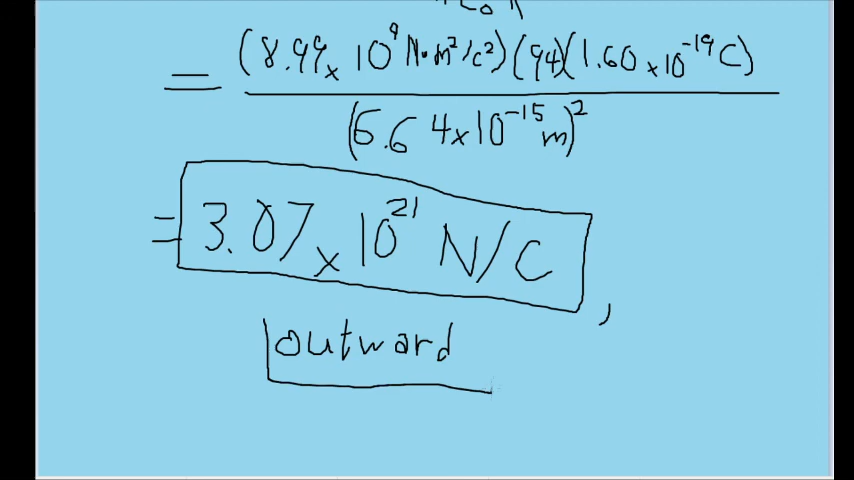 = (8.99 x 10⁹ N·m²/c²)(94)(1.60 x 10⁻¹⁹ C)
(6.64 x 10⁻¹⁵ m)²
= 3.07 x 10²¹ N/C ,
outward